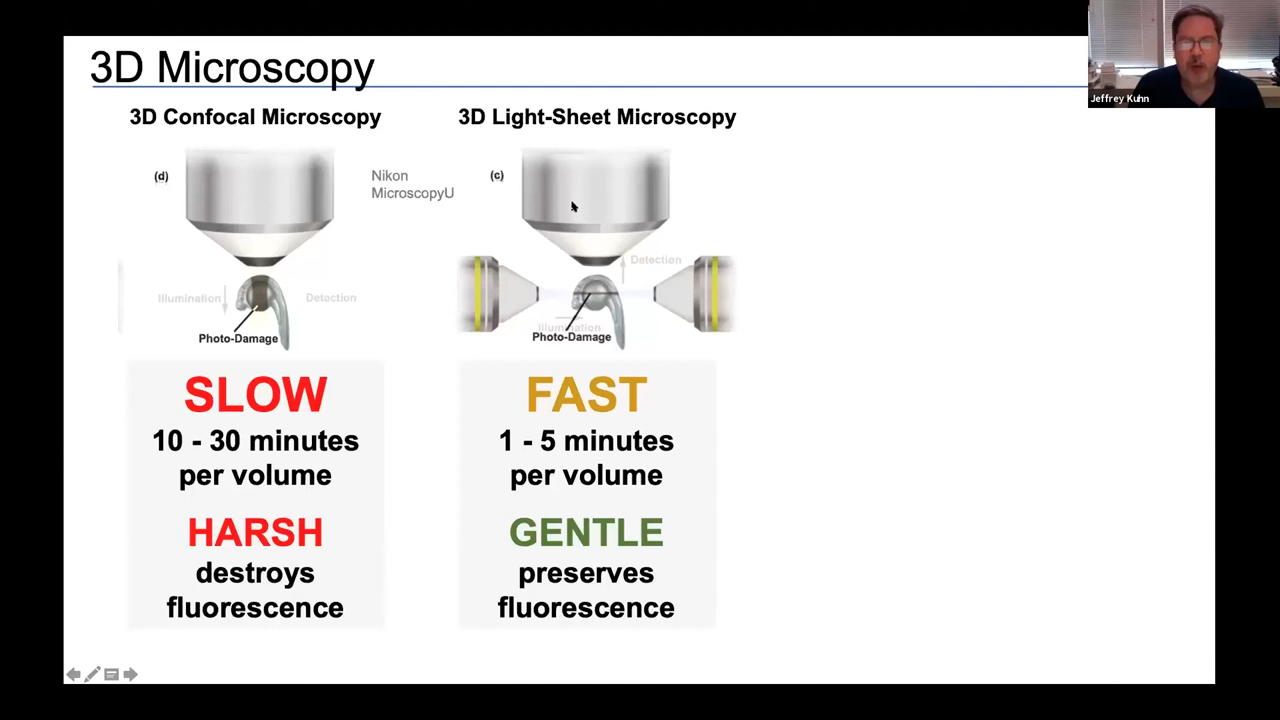 3D Microscopy
Jeffrey Kuhn
3D Confocal Microscopy
(d)
Nikon
MicroscopyU
Illumination
Detection
Photo-Damage
SLOW
10 - 30 minutes
per volume
HARSH
destroys
fluorescence
3D Light-Sheet Microscopy
(c)
Detection
Illumination
Photo-Damage
FAST
1 - 5 minutes
per volume
GENTLE
preserves
fluorescence